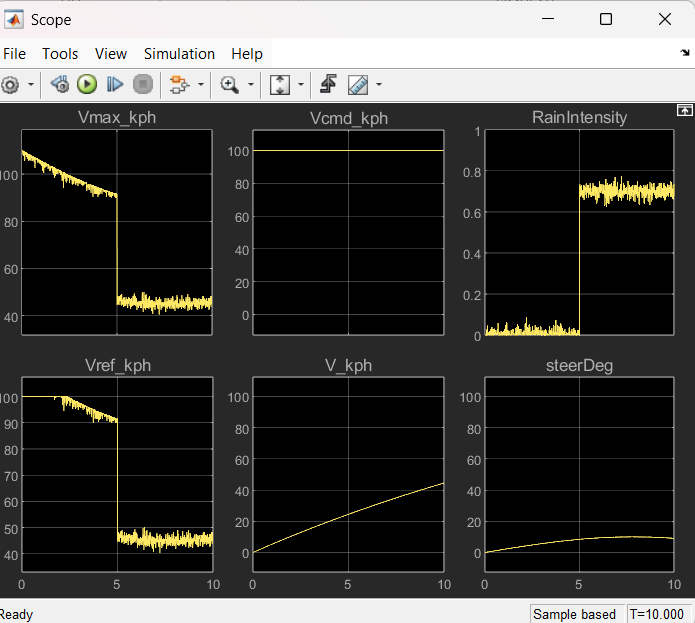 Scope
File Tools View Simulation Help
Vmax_kph Vcmd_kph RainIntensity
100 80 60 40
100 80 60 40 20 0
1 0.8 0.6 0.4 0.2 0
Vref_kph V_kph steerDeg
100 90 80 70 60 50 40
100 80 60 40 20 0
100 80 60 40 20 0
0 5 10 0 5 10 0 5 10
Ready Sample based T=10.000